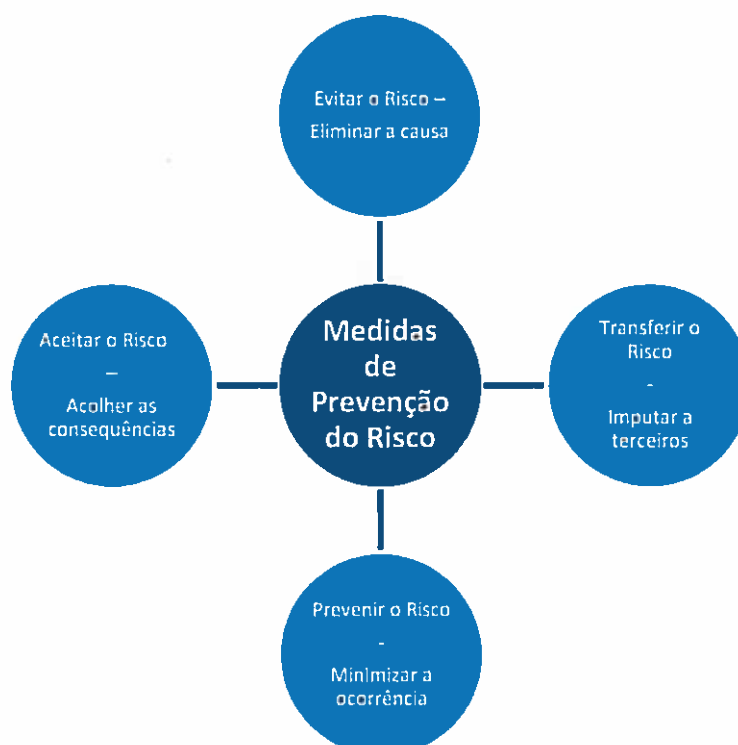 Evitar o Risco –
Eliminar a causa
Aceitar o Risco
–
Acolher as
consequências
Medidas
de
Prevenção
do Risco
Transferir o
Risco
-
Imputar a
terceiros
Prevenir o Risco
-
Minimizar a
ocorrência